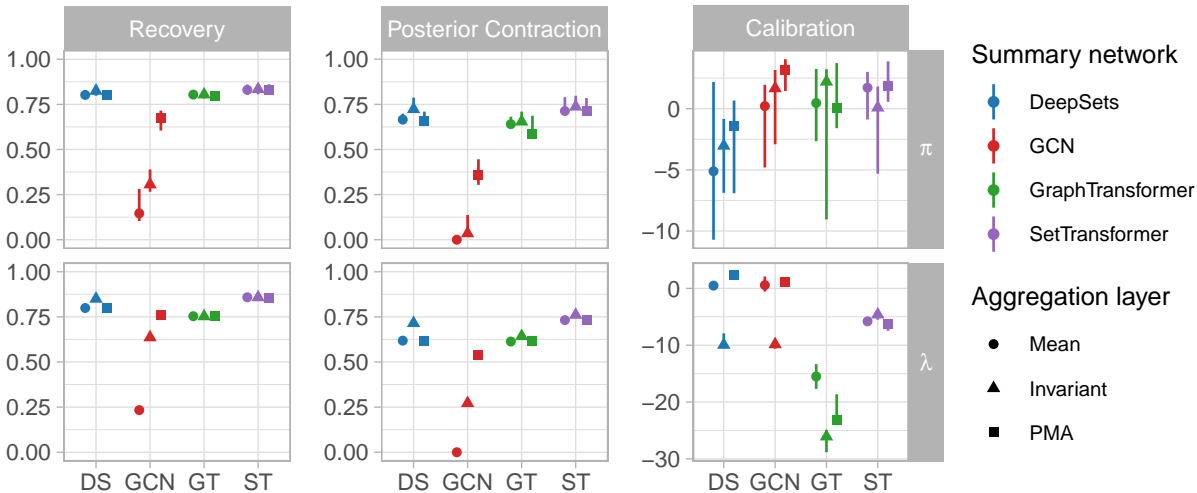 Recovery
Posterior Contraction
Calibration
1.00
0.75
0.50
0.25
0.00
1.00
0.75
0.50
0.25
0.00
0
−5
−10
π
1.00
0.75
0.50
0.25
0.00
1.00
0.75
0.50
0.25
0.00
0
−10
−20
−30
λ
DS GCN GT ST
DS GCN GT ST
DS GCN GT ST
Summary network
DeepSets
GCN
GraphTransformer
SetTransformer
Aggregation layer
Mean
Invariant
PMA